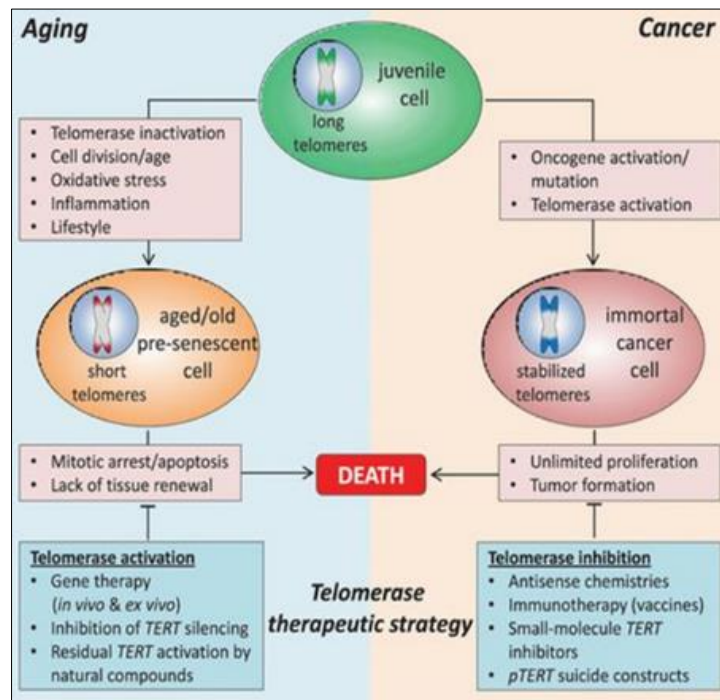 Aging
Cancer
juvenile
cell
long
telomeres
• Telomerase inactivation
• Cell division/age
• Oxidative stress
• Inflammation
• Lifestyle
• Oncogene activation/
mutation
• Telomerase activation
aged/old
pre-senescent
cell
short
telomeres
immortal
cancer
cell
stabilized
telomeres
• Mitotic arrest/apoptosis
• Lack of tissue renewal
DEATH
• Unlimited proliferation
• Tumor formation
Telomerase activation
• Gene therapy
(in vivo & ex vivo)
• Inhibition of TERT silencing
• Residual TERT activation by
natural compounds
Telomerase
therapeutic strategy
Telomerase inhibition
• Antisense chemistries
• Immunotherapy (vaccines)
• Small-molecule TERT
inhibitors
• pTERT suicide constructs